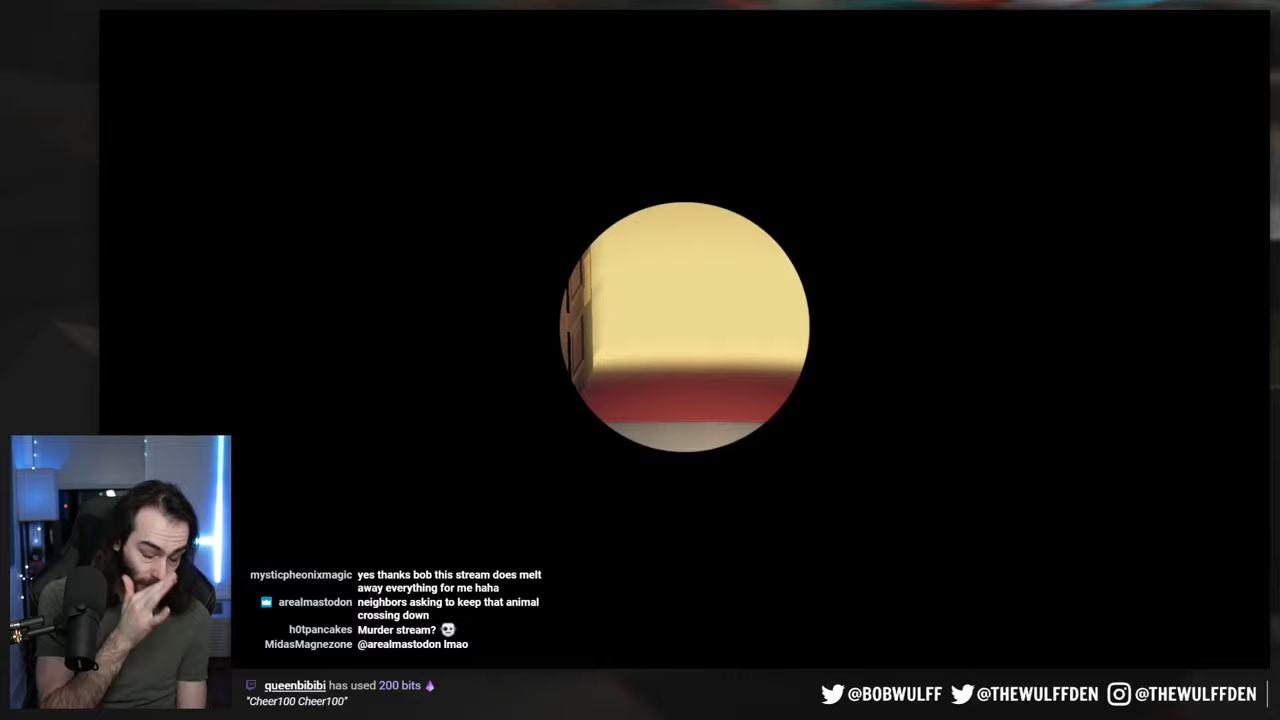 mysticpheonixmagic yes thanks bob this stream does melt
away everything for me haha
arealmastodon neighbors asking to keep that animal
crossing down
h0tpancakes Murder stream?
MidasMagnezone @arealmastodon lmao
queenbibibi has used 200 bits
"Cheer100 Cheer100"
@BOBWULFF @THEWULFFDEN @THEWULFFDEN